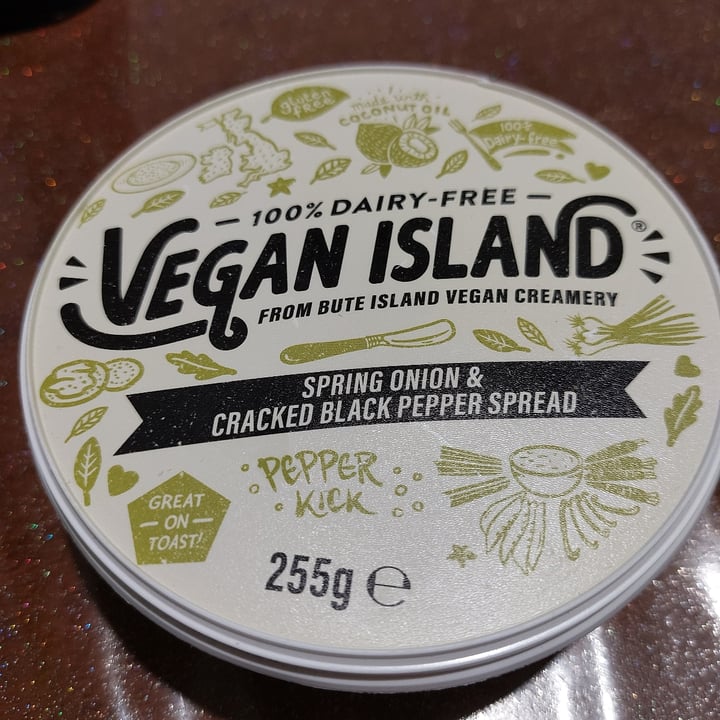 gluten free
made with
COCONUT OIL
100%
Dairy-free
— 100% DAIRY-FREE —
VEGAN ISLAND®
FROM BUTE ISLAND VEGAN CREAMERY
SPRING ONION &
CRACKED BLACK PEPPER SPREAD
PEPPER
KICK
GREAT
— ON —
TOAST!
255g ℮